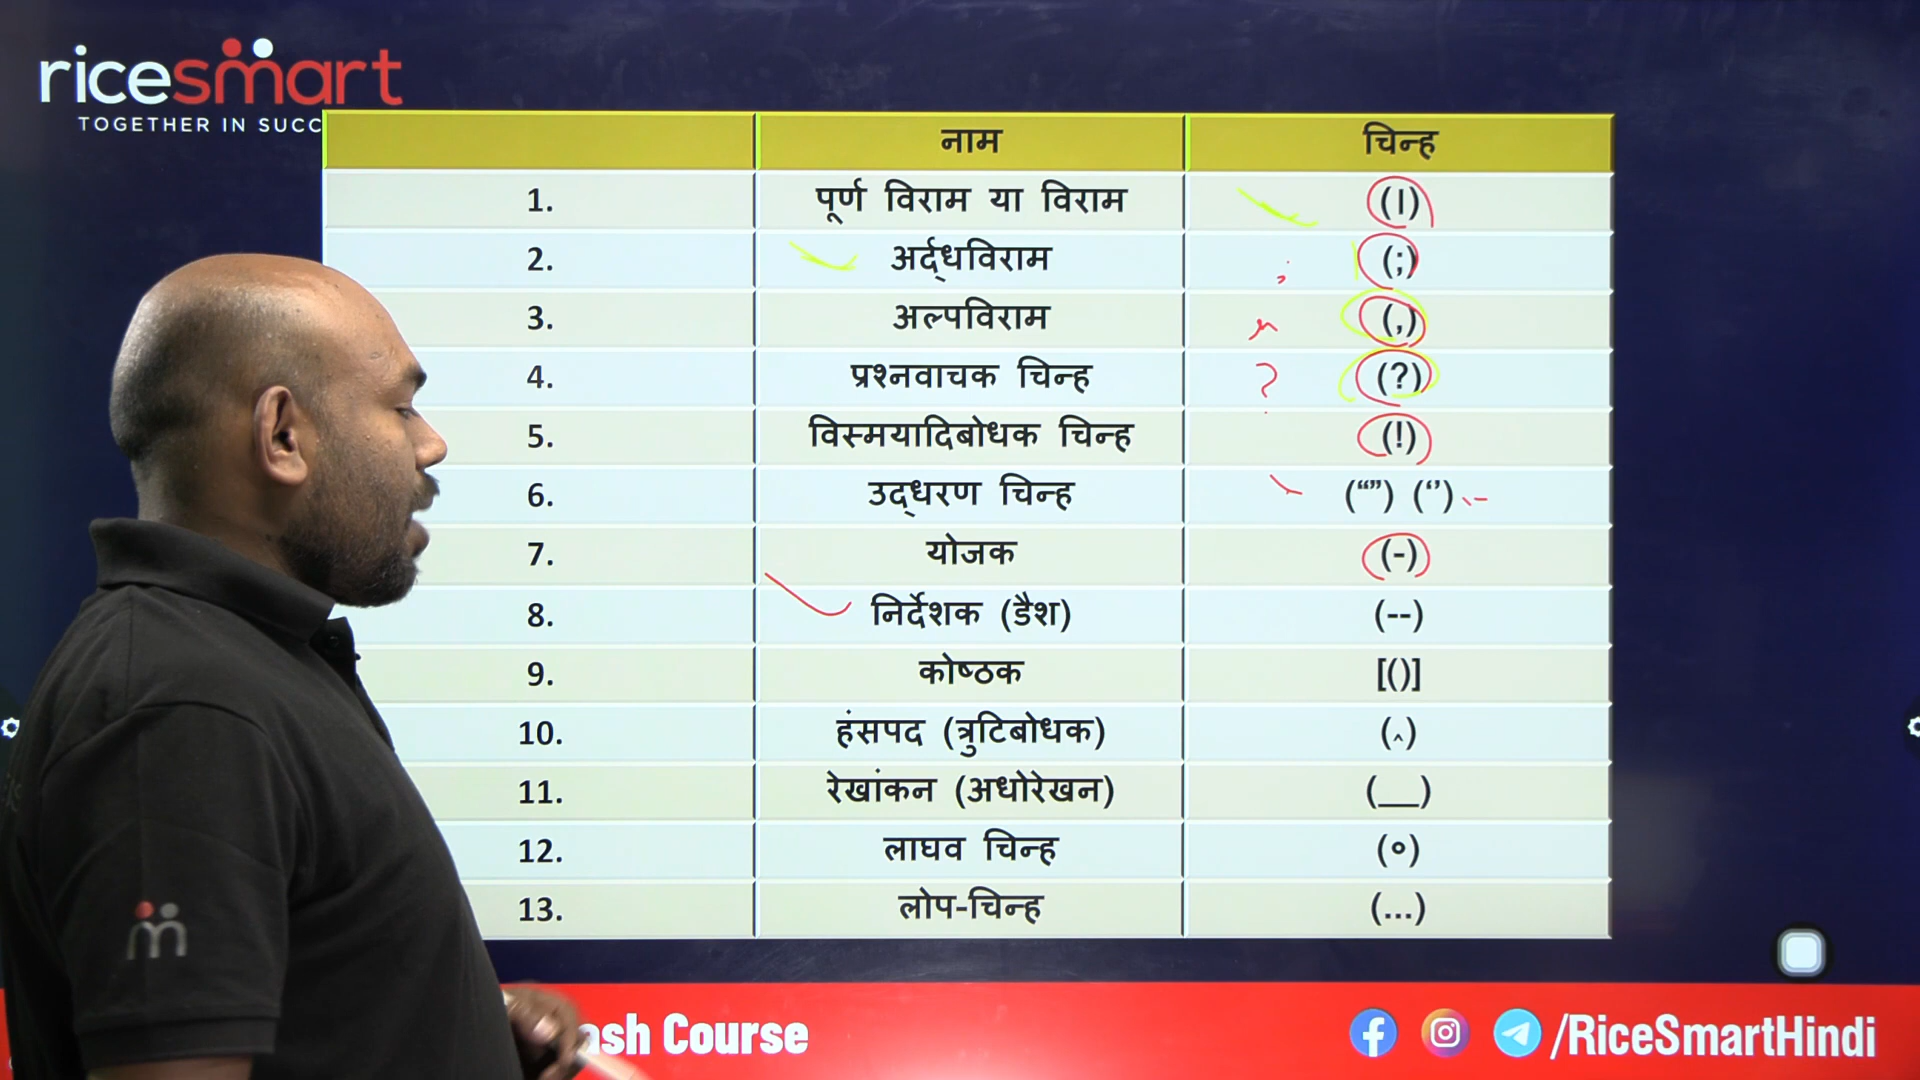 ricesmart
TOGETHER IN SUCC
नाम चिन्ह
1. पूर्ण विराम या विराम (।)
2. अर्द्धविराम ; (;)
3. अल्पविराम (,)
4. प्रश्नवाचक चिन्ह ? (?)
5. विस्मयादिबोधक चिन्ह (!)
6. उद्धरण चिन्ह (“”) (‘’)
7. योजक (-)
8. निर्देशक (डैश) (--)
9. कोष्ठक [()]
10. हंसपद (त्रुटिबोधक) (‸)
11. रेखांकन (अधोरेखन) (__)
12. लाघव चिन्ह (॰)
13. लोप-चिन्ह (...)
ash Course
/RiceSmartHindi